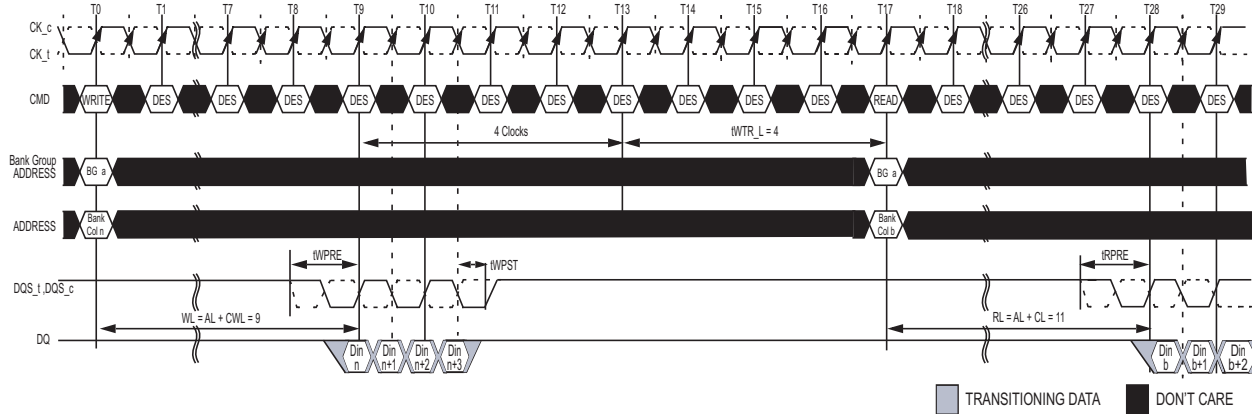 T0 T1 T7 T8 T9 T10 T11 T12 T13 T14 T15 T16 T17 T18 T26 T27 T28 T29
CK_c
CK_t
CMD WRITE DES DES DES DES DES DES DES DES DES DES DES READ DES DES DES DES DES
4 Clocks tWTR_L = 4
Bank Group
ADDRESS BG a BG a
ADDRESS Bank Col n Bank Col b
tWPRE tWPST tRPRE
DQS_t ,DQS_c
WL = AL + CWL = 9 RL = AL + CL = 11
DQ Din n Din n+1 Din n+2 Din n+3 Din b Din b+1 Din b+2
TRANSITIONING DATA DON'T CARE